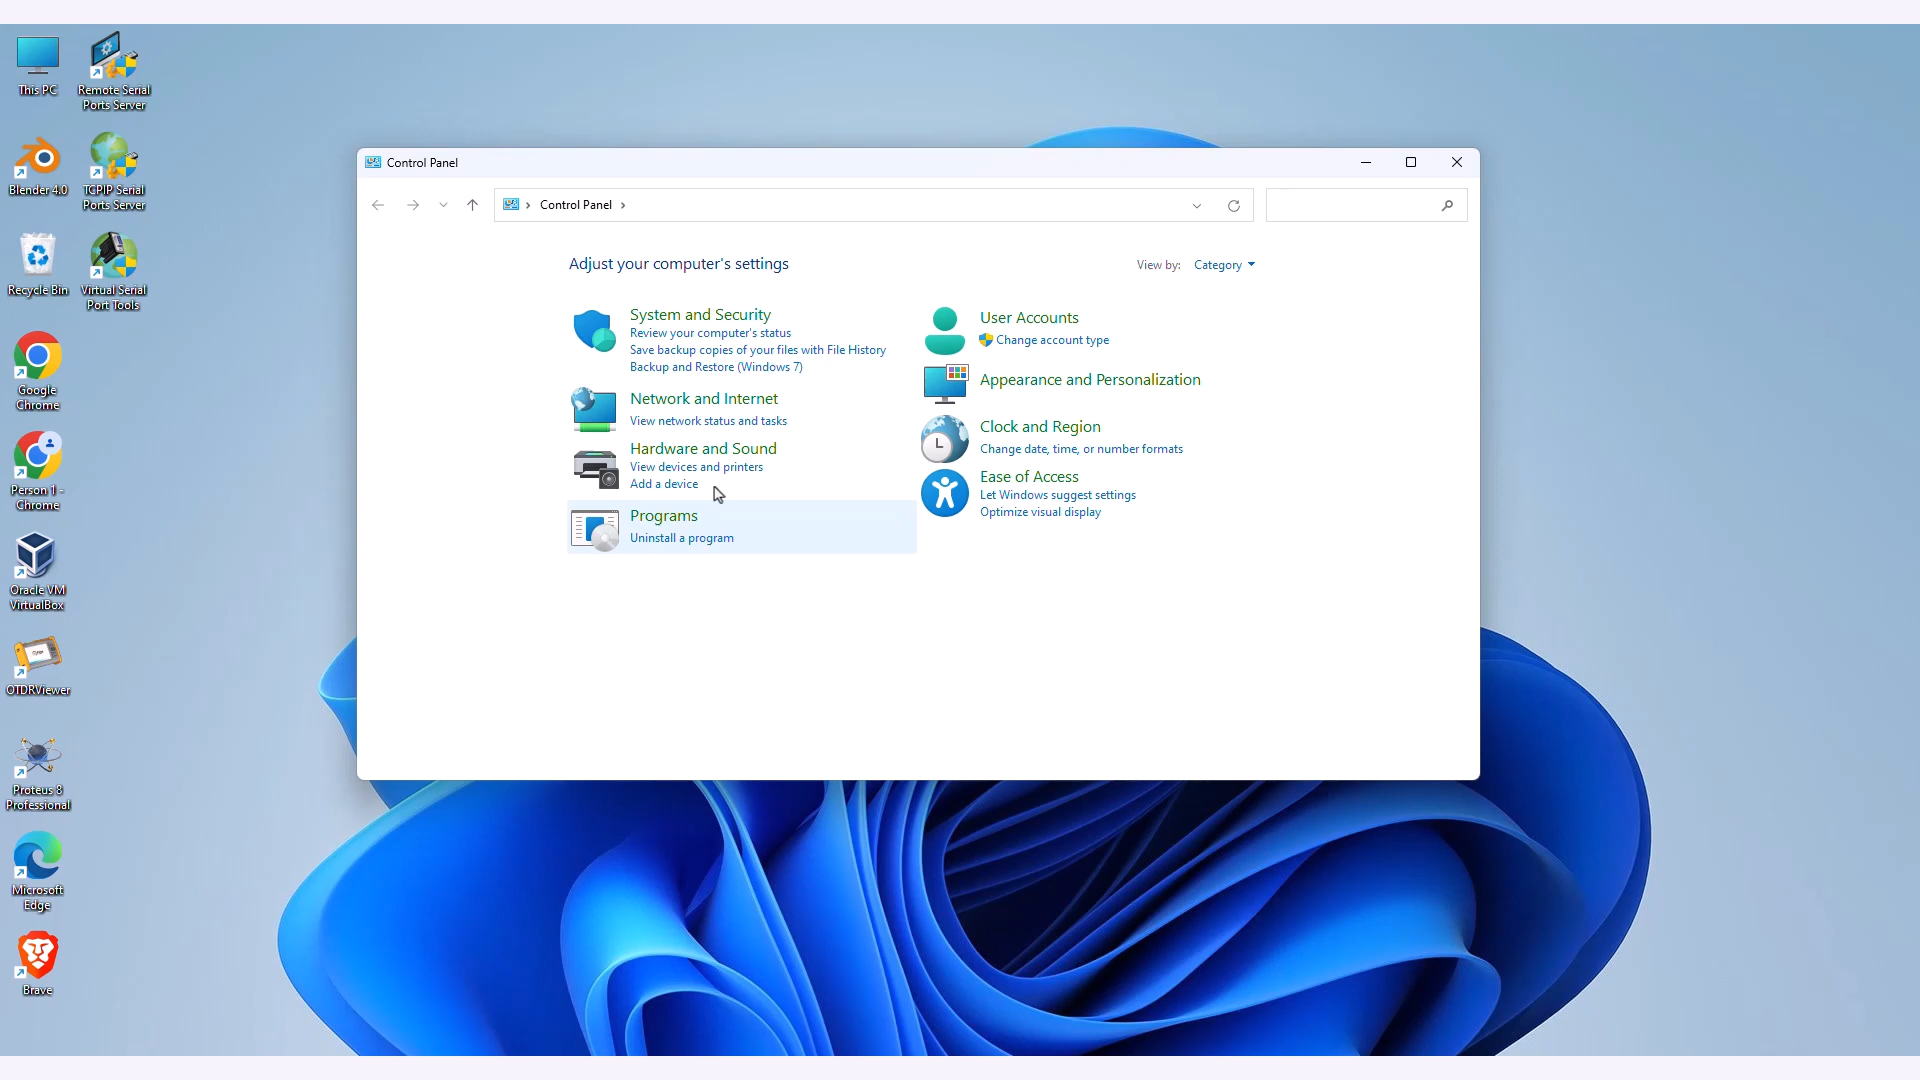 This PC
Remote Serial
Ports Server
Blender 4.0
TCPIP Serial
Ports Server
Recycle Bin
Virtual Serial
Port Tools
Google
Chrome
Person 1 -
Chrome
Oracle VM
VirtualBox
OTDRViewer
Proteus 8
Professional
Microsoft
Edge
Brave
Control Panel
Control Panel
Adjust your computer's settings
View by: Category
System and Security
Review your computer's status
Save backup copies of your files with File History
Backup and Restore (Windows 7)
Network and Internet
View network status and tasks
Hardware and Sound
View devices and printers
Add a device
Programs
Uninstall a program
User Accounts
Change account type
Appearance and Personalization
Clock and Region
Change date, time, or number formats
Ease of Access
Let Windows suggest settings
Optimize visual display